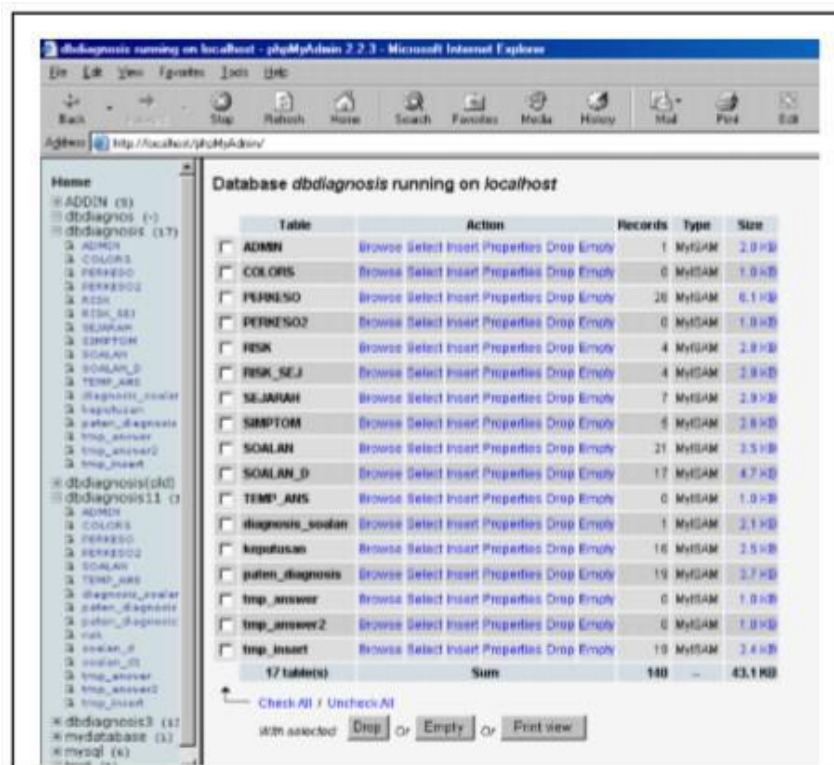 dbdiagnosis running on localhost - phpMyAdmin 2.2.3 - Microsoft Internet Explorer
File Edit View Favorites Tools Help
Back Stop Refresh Home Search Favorites Media History Mail Print Edit
Address http://localhost/phpMyAdmin/
Home
ADDIN (5)
dbdiagnos (-)
dbdiagnosis (17)
ADMIN
COLORS
PERKESO
PERKESO2
RISK
RISK_SEJ
SEJARAH
SIMPTOM
SOALAN
SOALAN_D
TEMP_ANS
diagnosis_soalan
keputusan
paten_diagnosis
tmp_answer
tmp_answer2
tmp_insert
dbdiagnosis(old)
dbdiagnosis11
ADMIN
COLORS
PERKESO
PERKESO2
SOALAN
TEMP_ANS
diagnosis_soalan
paten_diagnosis
paten_diagnosis
risk
soalan_d
tmp_answer
tmp_answer2
tmp_insert
dbdiagnosis3
mydatabase (1)
mysql (6)
Database dbdiagnosis running on localhost
Table Action Records Type Size
ADMIN Browse Select Insert Properties Drop Empty 1 MyISAM 2.0 KB
COLORS Browse Select Insert Properties Drop Empty 0 MyISAM 1.0 KB
PERKESO Browse Select Insert Properties Drop Empty 26 MyISAM 6.1 KB
PERKESO2 Browse Select Insert Properties Drop Empty 0 MyISAM 1.0 KB
RISK Browse Select Insert Properties Drop Empty 4 MyISAM 2.8 KB
RISK_SEJ Browse Select Insert Properties Drop Empty 4 MyISAM 2.8 KB
SEJARAH Browse Select Insert Properties Drop Empty 7 MyISAM 2.9 KB
SIMPTOM Browse Select Insert Properties Drop Empty MyISAM 2.8 KB
SOALAN Browse Select Insert Properties Drop Empty 21 MyISAM 3.5 KB
SOALAN_D Browse Select Insert Properties Drop Empty 17 MyISAM 4.7 KB
TEMP_ANS Browse Select Insert Properties Drop Empty 0 MyISAM 1.0 KB
diagnosis_soalan Browse Select Insert Properties Drop Empty 1 MyISAM 2.1 KB
keputusan Browse Select Insert Properties Drop Empty 16 MyISAM 2.5 KB
paten_diagnosis Browse Select Insert Properties Drop Empty 19 MyISAM 3.7 KB
tmp_answer Browse Select Insert Properties Drop Empty 0 MyISAM 1.0 KB
tmp_answer2 Browse Select Insert Properties Drop Empty 0 MyISAM 1.0 KB
tmp_insert Browse Select Insert Properties Drop Empty 19 MyISAM 2.4 KB
17 table(s) Sum 140 -- 43.1 KB
Check All / Uncheck All
With selected: Drop Or Empty Or Print view